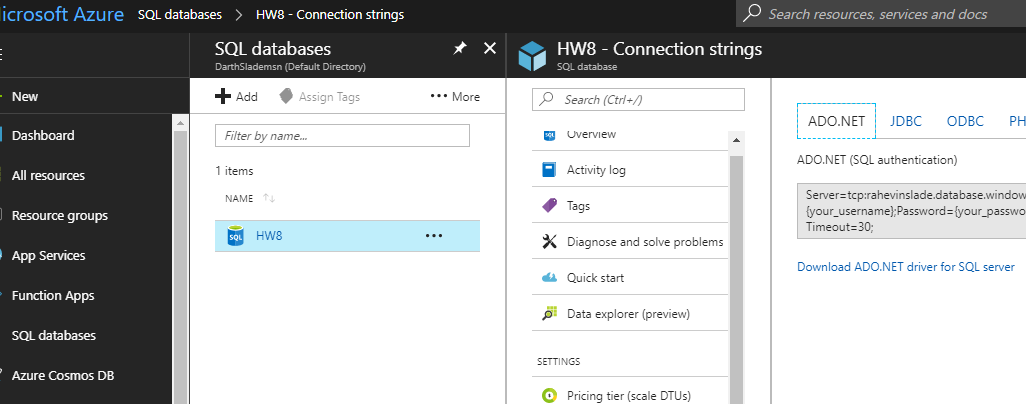 Microsoft Azure SQL databases > HW8 - Connection strings
Search resources, services and docs
New
Dashboard
All resources
Resource groups
App Services
Function Apps
SQL databases
Azure Cosmos DB
SQL databases
DarthSlademsn (Default Directory)
Add Assign Tags ••• More
Filter by name...
1 items
NAME
SQL HW8 •••
HW8 - Connection strings
SQL database
Search (Ctrl+/)
SQL Overview
Activity log
Tags
Diagnose and solve problems
Quick start
Data explorer (preview)
SETTINGS
Pricing tier (scale DTUs)
ADO.NET JDBC ODBC PH
ADO.NET (SQL authentication)
Server=tcp:rahevinslade.database.window
{your_username};Password={your_passwo
Timeout=30;
Download ADO.NET driver for SQL server